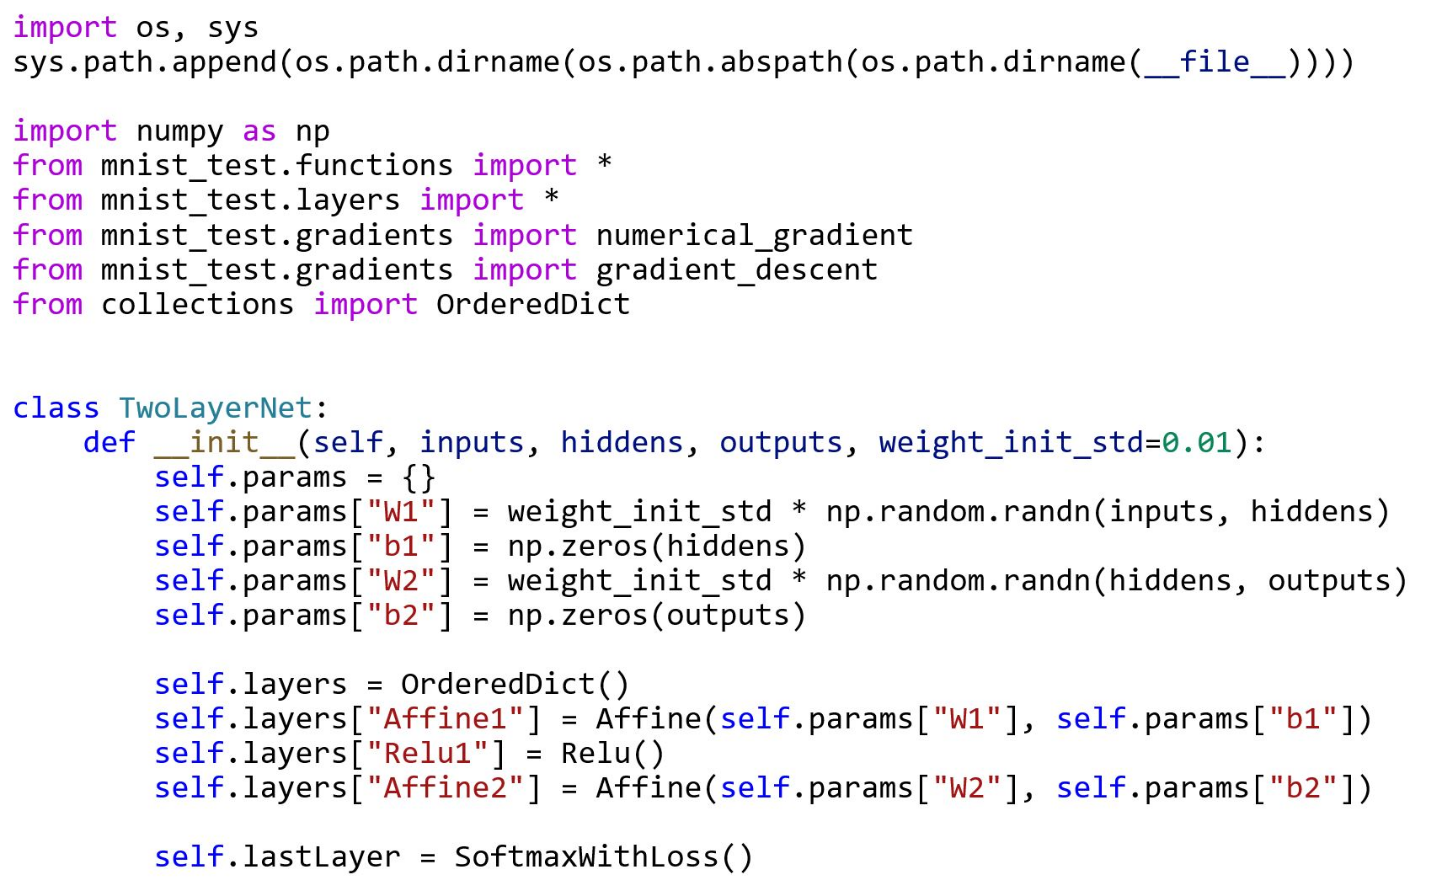 import os, sys
sys.path.append(os.path.dirname(os.path.abspath(os.path.dirname(__file__))))

import numpy as np
from mnist_test.functions import *
from mnist_test.layers import *
from mnist_test.gradients import numerical_gradient
from mnist_test.gradients import gradient_descent
from collections import OrderedDict


class TwoLayerNet:
    def __init__(self, inputs, hiddens, outputs, weight_init_std=0.01):
        self.params = {}
        self.params["W1"] = weight_init_std * np.random.randn(inputs, hiddens)
        self.params["b1"] = np.zeros(hiddens)
        self.params["W2"] = weight_init_std * np.random.randn(hiddens, outputs)
        self.params["b2"] = np.zeros(outputs)

        self.layers = OrderedDict()
        self.layers["Affine1"] = Affine(self.params["W1"], self.params["b1"])
        self.layers["Relu1"] = Relu()
        self.layers["Affine2"] = Affine(self.params["W2"], self.params["b2"])

        self.lastLayer = SoftmaxWithLoss()